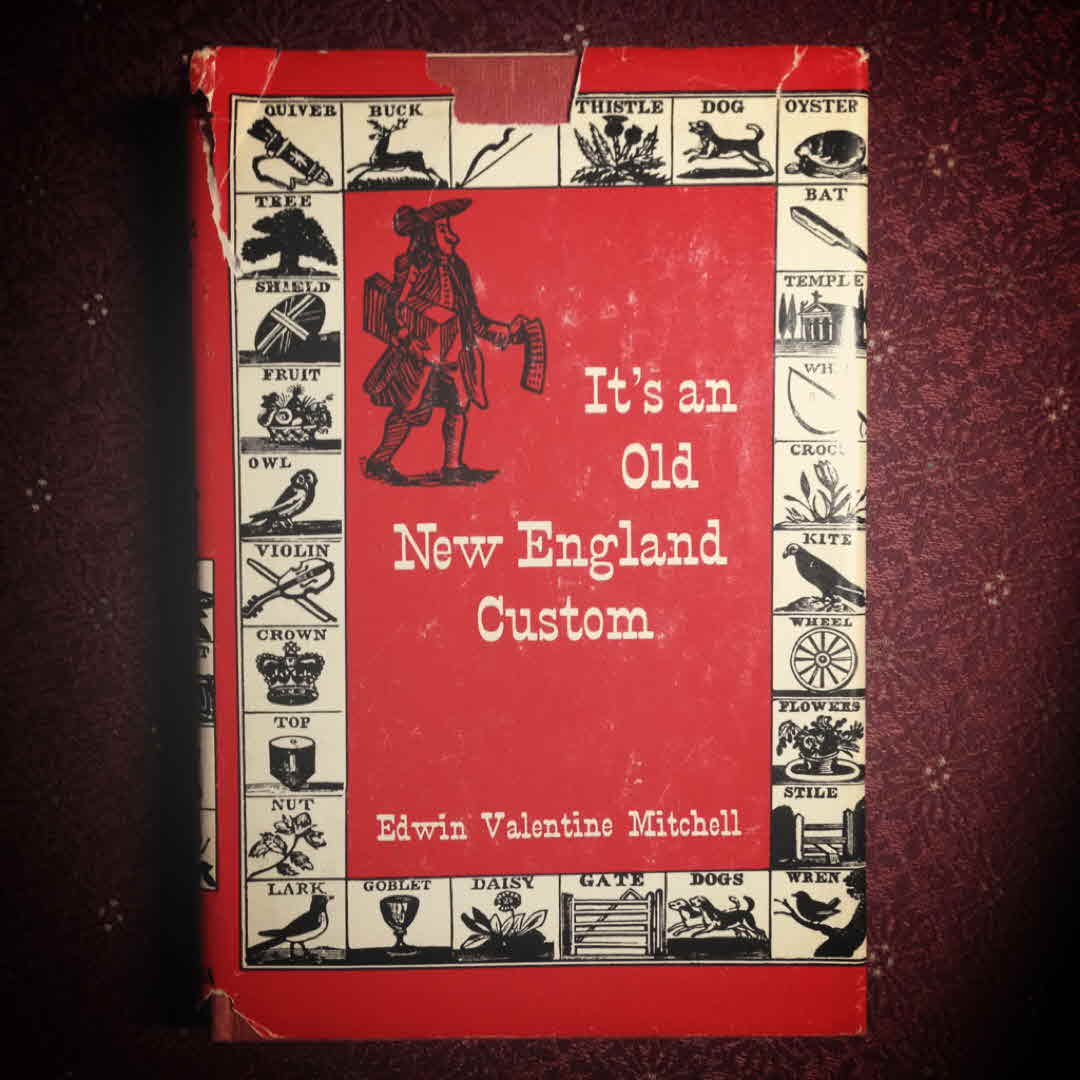 QUIVER BUCK THISTLE DOG OYSTER
TREE
SHIELD
FRUIT
OWL
VIOLIN
CROWN
TOP
NUT
LARK GOBLET DAISY GATE DOGS WREN
BAT
TEMPLE
KITE
WHEEL
FLOWERS
STILE
It's an
Old
New England
Custom
Edwin Valentine Mitchell